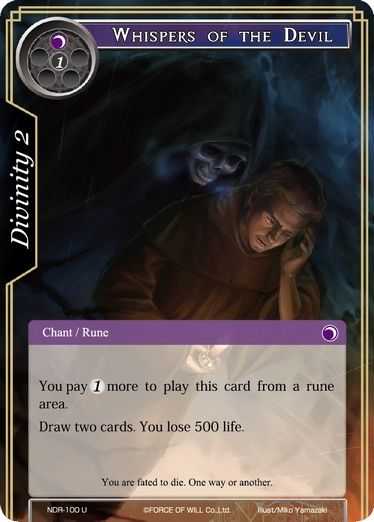 1
WHISPERS OF THE DEVIL
Divinity 2
Chant / Rune
You pay 1 more to play this card from a rune
area.
Draw two cards. You lose 500 life.
You are fated to die. One way or another.
NDR-100 U ©FORCE OF WILL Co.,Ltd. Illust/Miko Yamazaki